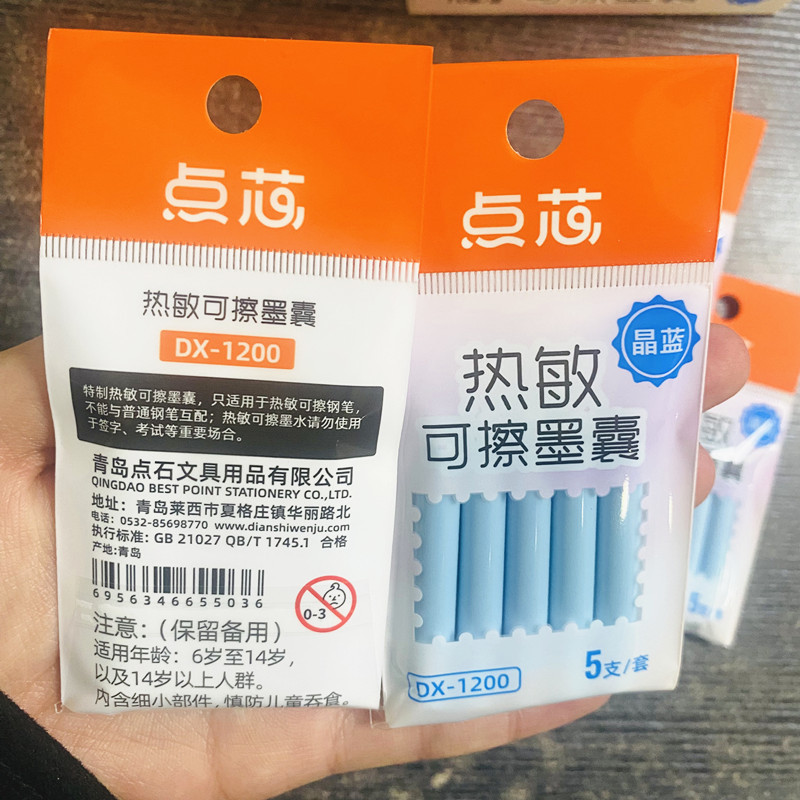 点芯
热敏可擦墨囊
DX-1200
特制热敏可擦墨囊，只适用于热敏可擦钢笔，
不能与普通钢笔互配；热敏可擦墨水请勿使用
于签字、考试等重要场合。
青岛点石文具用品有限公司
QINGDAO BEST POINT STATIONERY CO.,LTD.
地址：青岛莱西市夏格庄镇华丽路北
电话：0532-85698770 www.dianshiwenju.com
执行标准：GB 21027 QB/T 1745.1 合格
产地:青岛
6956346655036
0-3
注意：（保留备用）
适用年龄：6岁至14岁，
以及14岁以上人群。
内含细小部件，慎防儿童吞食。
点芯
晶蓝
热敏
可擦墨囊
DX-1200
5支/套
敏
囊